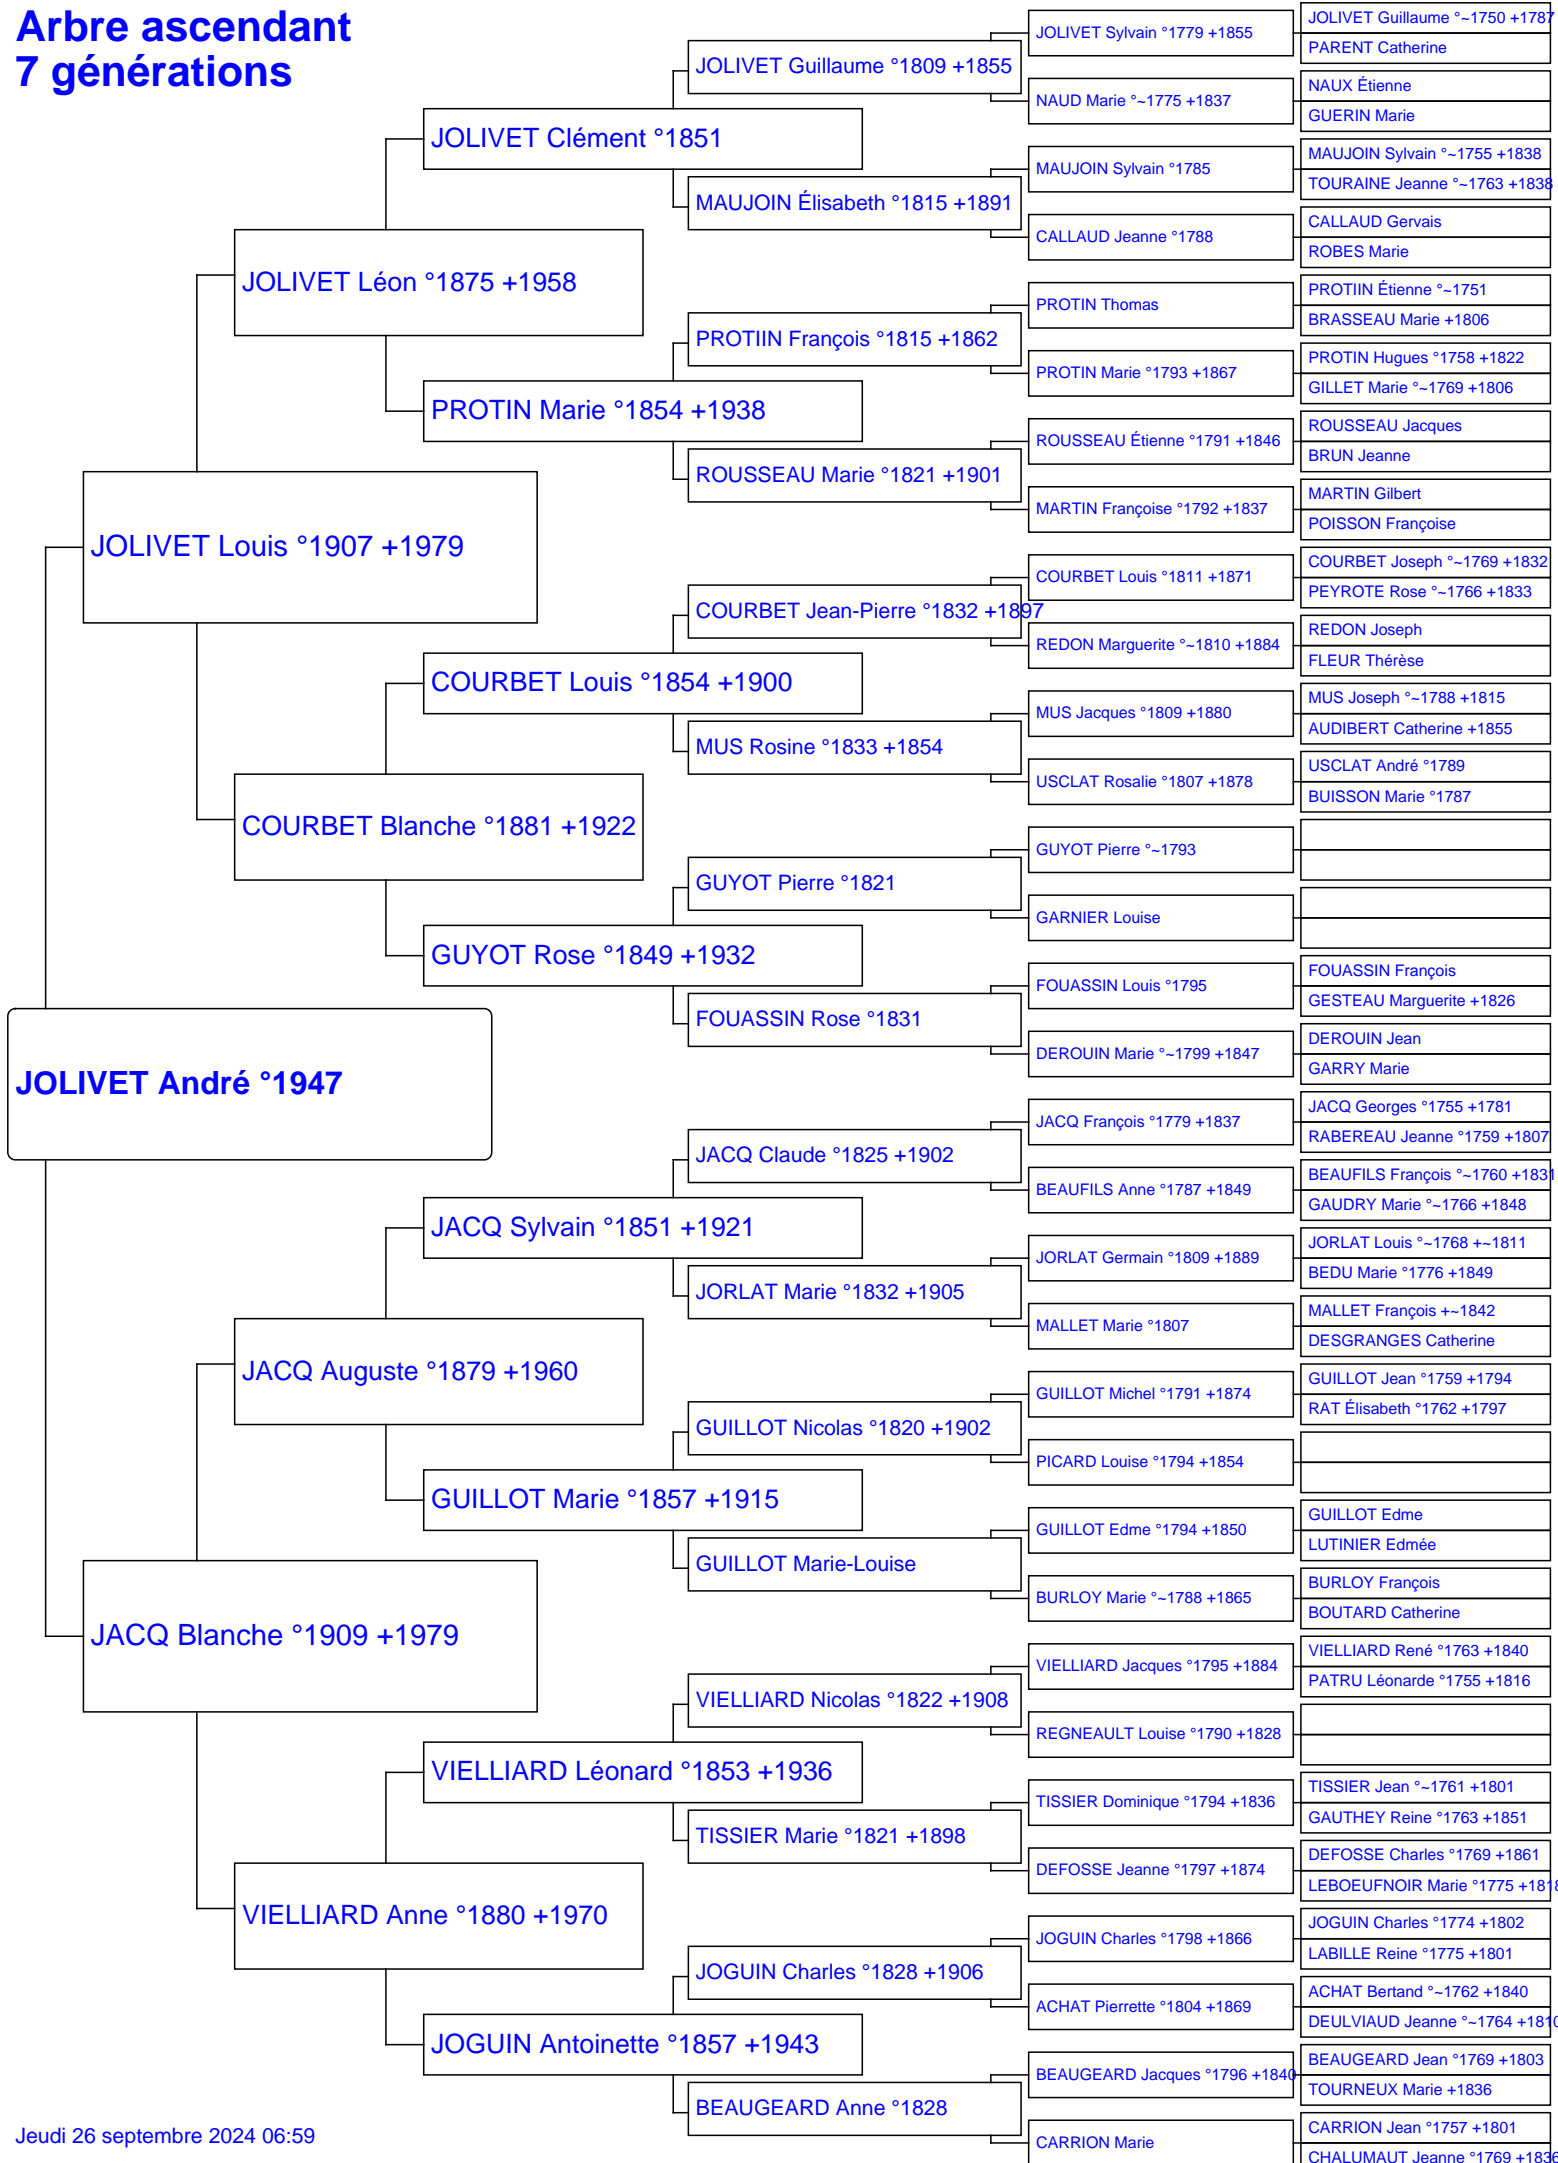 Arbre ascendant
7 générations
JOLIVET André °1947
JOLIVET Louis °1907 +1979
JACQ Blanche °1909 +1979
JOLIVET Léon °1875 +1958
COURBET Blanche °1881 +1922
JACQ Auguste °1879 +1960
VIELLIARD Anne °1880 +1970
JOLIVET Clément °1851
PROTIN Marie °1854 +1938
COURBET Louis °1854 +1900
GUYOT Rose °1849 +1932
JACQ Sylvain °1851 +1921
GUILLOT Marie °1857 +1915
VIELLIARD Léonard °1853 +1936
JOGUIN Antoinette °1857 +1943
JOLIVET Guillaume °1809 +1855
MAUJOIN Élisabeth °1815 +1891
PROTIIN François °1815 +1862
ROUSSEAU Marie °1821 +1901
COURBET Jean-Pierre °1832 +1897
MUS Rosine °1833 +1854
GUYOT Pierre °1821
FOUASSIN Rose °1831
JACQ Claude °1825 +1902
JORLAT Marie °1832 +1905
GUILLOT Nicolas °1820 +1902
GUILLOT Marie-Louise
VIELLIARD Nicolas °1822 +1908
TISSIER Marie °1821 +1898
JOGUIN Charles °1828 +1906
BEAUGEARD Anne °1828
JOLIVET Sylvain °1779 +1855
NAUD Marie °~1775 +1837
MAUJOIN Sylvain °1785
CALLAUD Jeanne °1788
PROTIN Thomas
PROTIN Marie °1793 +1867
ROUSSEAU Étienne °1791 +1846
MARTIN Françoise °1792 +1837
COURBET Louis °1811 +1871
REDON Marguerite °~1810 +1884
MUS Jacques °1809 +1880
USCLAT Rosalie °1807 +1878
GUYOT Pierre °~1793
GARNIER Louise
FOUASSIN Louis °1795
DEROUIN Marie °~1799 +1847
JACQ François °1779 +1837
BEAUFILS Anne °1787 +1849
JORLAT Germain °1809 +1889
MALLET Marie °1807
GUILLOT Michel °1791 +1874
PICARD Louise °1794 +1854
GUILLOT Edme °1794 +1850
BURLOY Marie °~1788 +1865
VIELLIARD Jacques °1795 +1884
REGNEAULT Louise °1790 +1828
TISSIER Dominique °1794 +1836
DEFOSSE Jeanne °1797 +1874
JOGUIN Charles °1798 +1866
ACHAT Pierrette °1804 +1869
BEAUGEARD Jacques °1796 +1840
CARRION Marie
JOLIVET Guillaume °~1750 +1787
PARENT Catherine
NAUX Étienne
GUERIN Marie
MAUJOIN Sylvain °~1755 +1838
TOURAINE Jeanne °~1763 +1838
CALLAUD Gervais
ROBES Marie
PROTIIN Étienne °~1751
BRASSEAU Marie +1806
PROTIN Hugues °1758 +1822
GILLET Marie °~1769 +1806
ROUSSEAU Jacques
BRUN Jeanne
MARTIN Gilbert
POISSON Françoise
COURBET Joseph °~1769 +1832
PEYROTE Rose °~1766 +1833
REDON Joseph
FLEUR Thérèse
MUS Joseph °~1788 +1815
AUDIBERT Catherine +1855
USCLAT André °1789
BUISSON Marie °1787
FOUASSIN François
GESTEAU Marguerite +1826
DEROUIN Jean
GARRY Marie
JACQ Georges °1755 +1781
RABEREAU Jeanne °1759 +1807
BEAUFILS François °~1760 +1831
GAUDRY Marie °~1766 +1848
JORLAT Louis °~1768 +~1811
BEDU Marie °1776 +1849
MALLET François +~1842
DESGRANGES Catherine
GUILLOT Jean °1759 +1794
RAT Élisabeth °1762 +1797
GUILLOT Edme
LUTINIER Edmée
BURLOY François
BOUTARD Catherine
VIELLIARD René °1763 +1840
PATRU Léonarde °1755 +1816
TISSIER Jean °~1761 +1801
GAUTHEY Reine °1763 +1851
DEFOSSE Charles °1769 +1861
LEBOEUFNOIR Marie °1775 +1818
JOGUIN Charles °1774 +1802
LABILLE Reine °1775 +1801
ACHAT Bertand °~1762 +1840
DEULVIAUD Jeanne °~1764 +1810
BEAUGEARD Jean °1769 +1803
TOURNEUX Marie +1836
CARRION Jean °1757 +1801
CHALUMAUT Jeanne °1769 +1836
Jeudi 26 septembre 2024 06:59